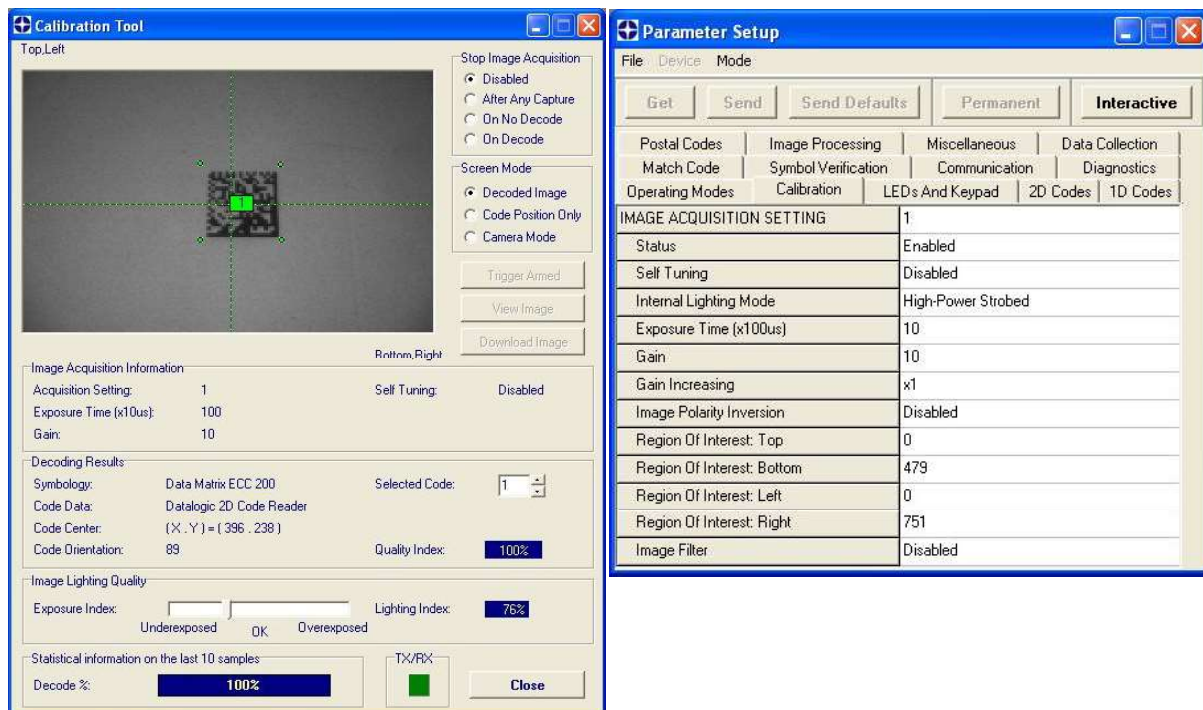 Calibration Tool
Top,Left
1
Bottom,Right
Stop Image Acquisition
Disabled
After Any Capture
On No Decode
On Decode
Screen Mode
Decoded Image
Code Position Only
Camera Mode
Trigger Armed
View Image
Download Image
Image Acquisition Information
Acquisition Setting: 1 Self Tuning: Disabled
Exposure Time (x10us): 100
Gain: 10
Decoding Results
Symbology: Data Matrix ECC 200 Selected Code: 1
Code Data: Datalogic 2D Code Reader
Code Center: ( X . Y ) = ( 396 . 238 )
Code Orientation: 89 Quality Index: 100%
Image Lighting Quality
Exposure Index: Lighting Index: 76%
Underexposed OK Overexposed
Statistical information on the last 10 samples TX/RX
Decode %: 100% Close
Parameter Setup
File Device Mode
Get Send Send Defaults Permanent Interactive
Postal Codes Image Processing Miscellaneous Data Collection
Match Code Symbol Verification Communication Diagnostics
Operating Modes Calibration LEDs And Keypad 2D Codes 1D Codes
IMAGE ACQUISITION SETTING 1
Status Enabled
Self Tuning Disabled
Internal Lighting Mode High-Power Strobed
Exposure Time (x100us) 10
Gain 10
Gain Increasing x1
Image Polarity Inversion Disabled
Region Of Interest: Top 0
Region Of Interest: Bottom 479
Region Of Interest: Left 0
Region Of Interest: Right 751
Image Filter Disabled